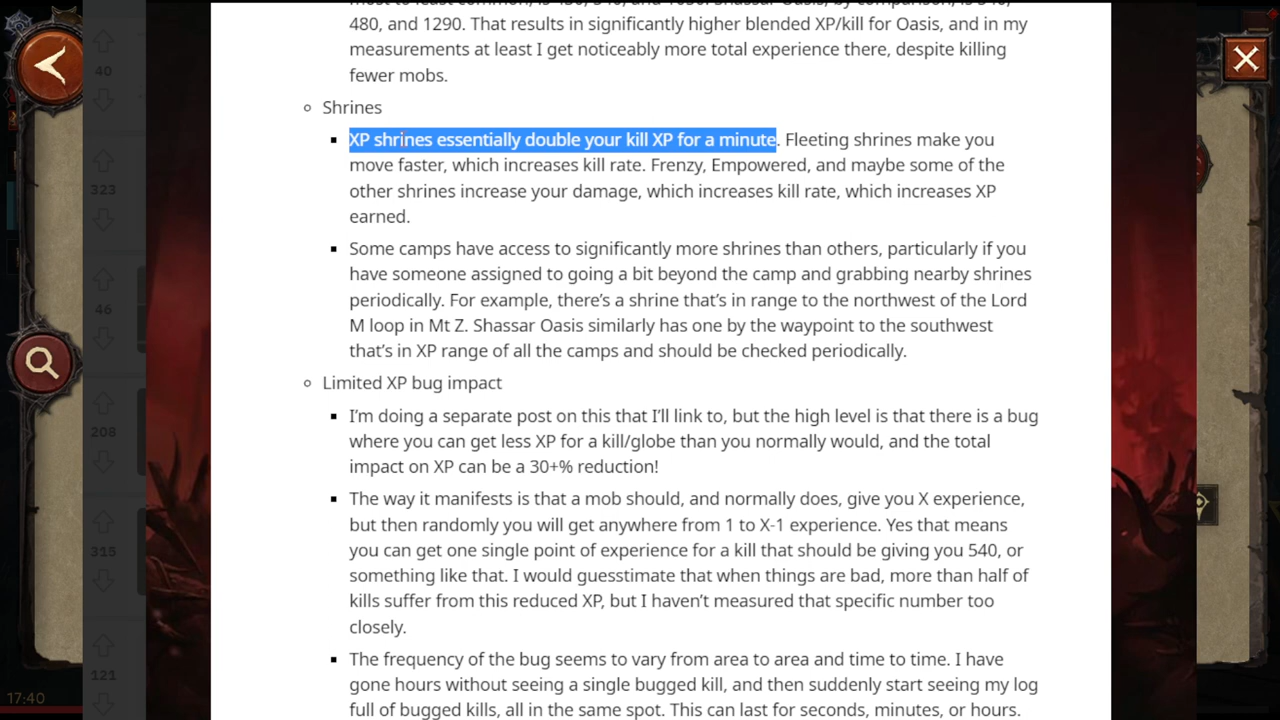 480, and 1290. That results in significantly higher blended XP/kill for Oasis, and in my
measurements at least I get noticeably more total experience there, despite killing
fewer mobs.
Shrines
XP shrines essentially double your kill XP for a minute. Fleeting shrines make you
move faster, which increases kill rate. Frenzy, Empowered, and maybe some of the
other shrines increase your damage, which increases kill rate, which increases XP
earned.
Some camps have access to significantly more shrines than others, particularly if you
have someone assigned to going a bit beyond the camp and grabbing nearby shrines
periodically. For example, there's a shrine that's in range to the northwest of the Lord
M loop in Mt Z. Shassar Oasis similarly has one by the waypoint to the southwest
that's in XP range of all the camps and should be checked periodically.
Limited XP bug impact
I'm doing a separate post on this that I'll link to, but the high level is that there is a bug
where you can get less XP for a kill/globe than you normally would, and the total
impact on XP can be a 30+% reduction!
The way it manifests is that a mob should, and normally does, give you X experience,
but then randomly you will get anywhere from 1 to X-1 experience. Yes that means
you can get one single point of experience for a kill that should be giving you 540, or
something like that. I would guesstimate that when things are bad, more than half of
kills suffer from this reduced XP, but I haven't measured that specific number too
closely.
The frequency of the bug seems to vary from area to area and time to time. I have
gone hours without seeing a single bugged kill, and then suddenly start seeing my log
full of bugged kills, all in the same spot. This can last for seconds, minutes, or hours.
40
323
46
208
315
121
17:40